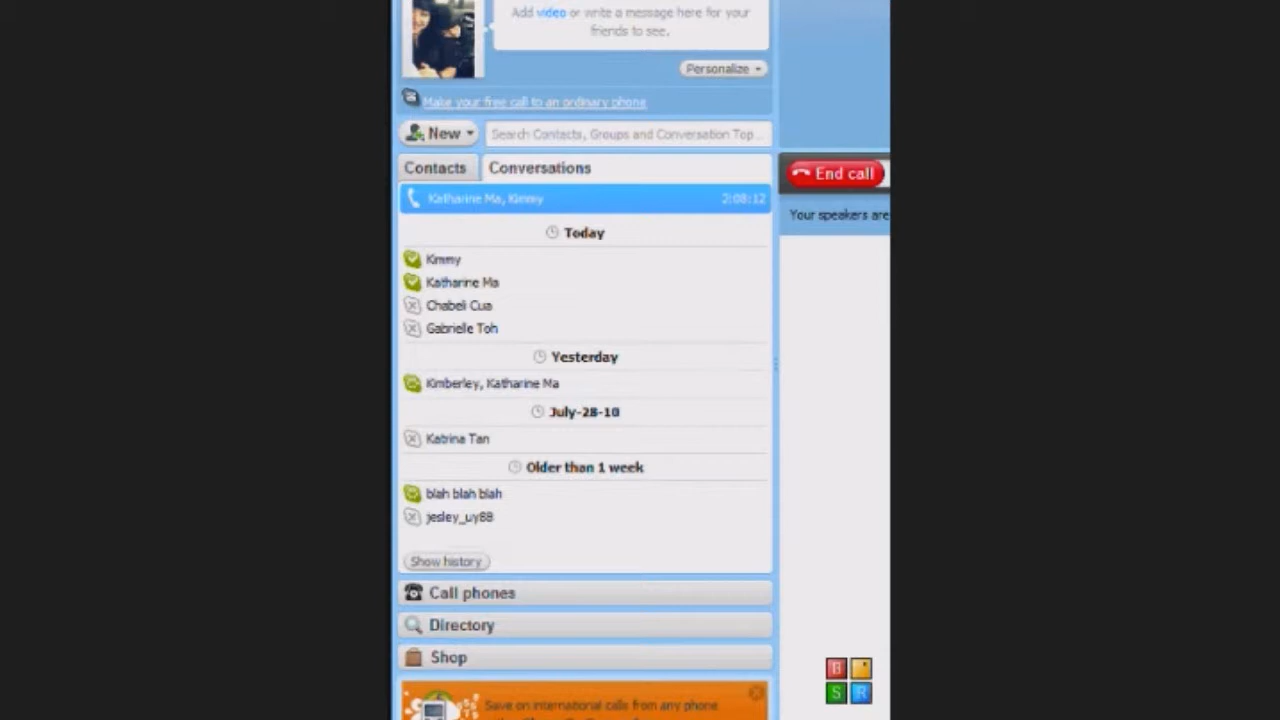 Add video or write a message here for your
friends to see.
Personalize
Make your free call to an ordinary phone
New
Search Contacts, Groups and Conversation Top...
Contacts
Conversations
End call
Katharine Ma, Kimmy
2:08:12
Your speakers are
Today
Kimmy
Katharine Ma
Chabeli Cua
Gabrielle Toh
Yesterday
Kimberley, Katharine Ma
July-28-10
Katrina Tan
Older than 1 week
blah blah blah
jesley_uy88
Show history
Call phones
Directory
Shop
Save on international calls from any phone
B
S R